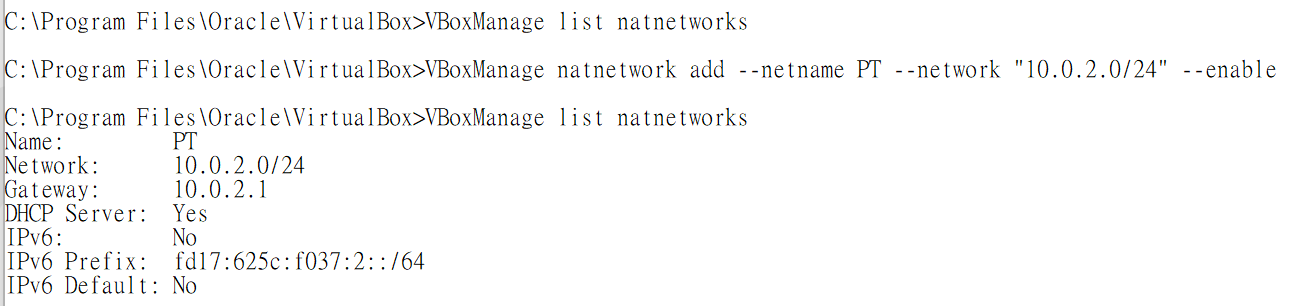 C:\Program Files\Oracle\VirtualBox>VBoxManage list natnetworks
C:\Program Files\Oracle\VirtualBox>VBoxManage natnetwork add --netname PT --network "10.0.2.0/24" --enable
C:\Program Files\Oracle\VirtualBox>VBoxManage list natnetworks
Name: PT
Network: 10.0.2.0/24
Gateway: 10.0.2.1
DHCP Server: Yes
IPv6: No
IPv6 Prefix: fd17:625c:f037:2::/64
IPv6 Default: No